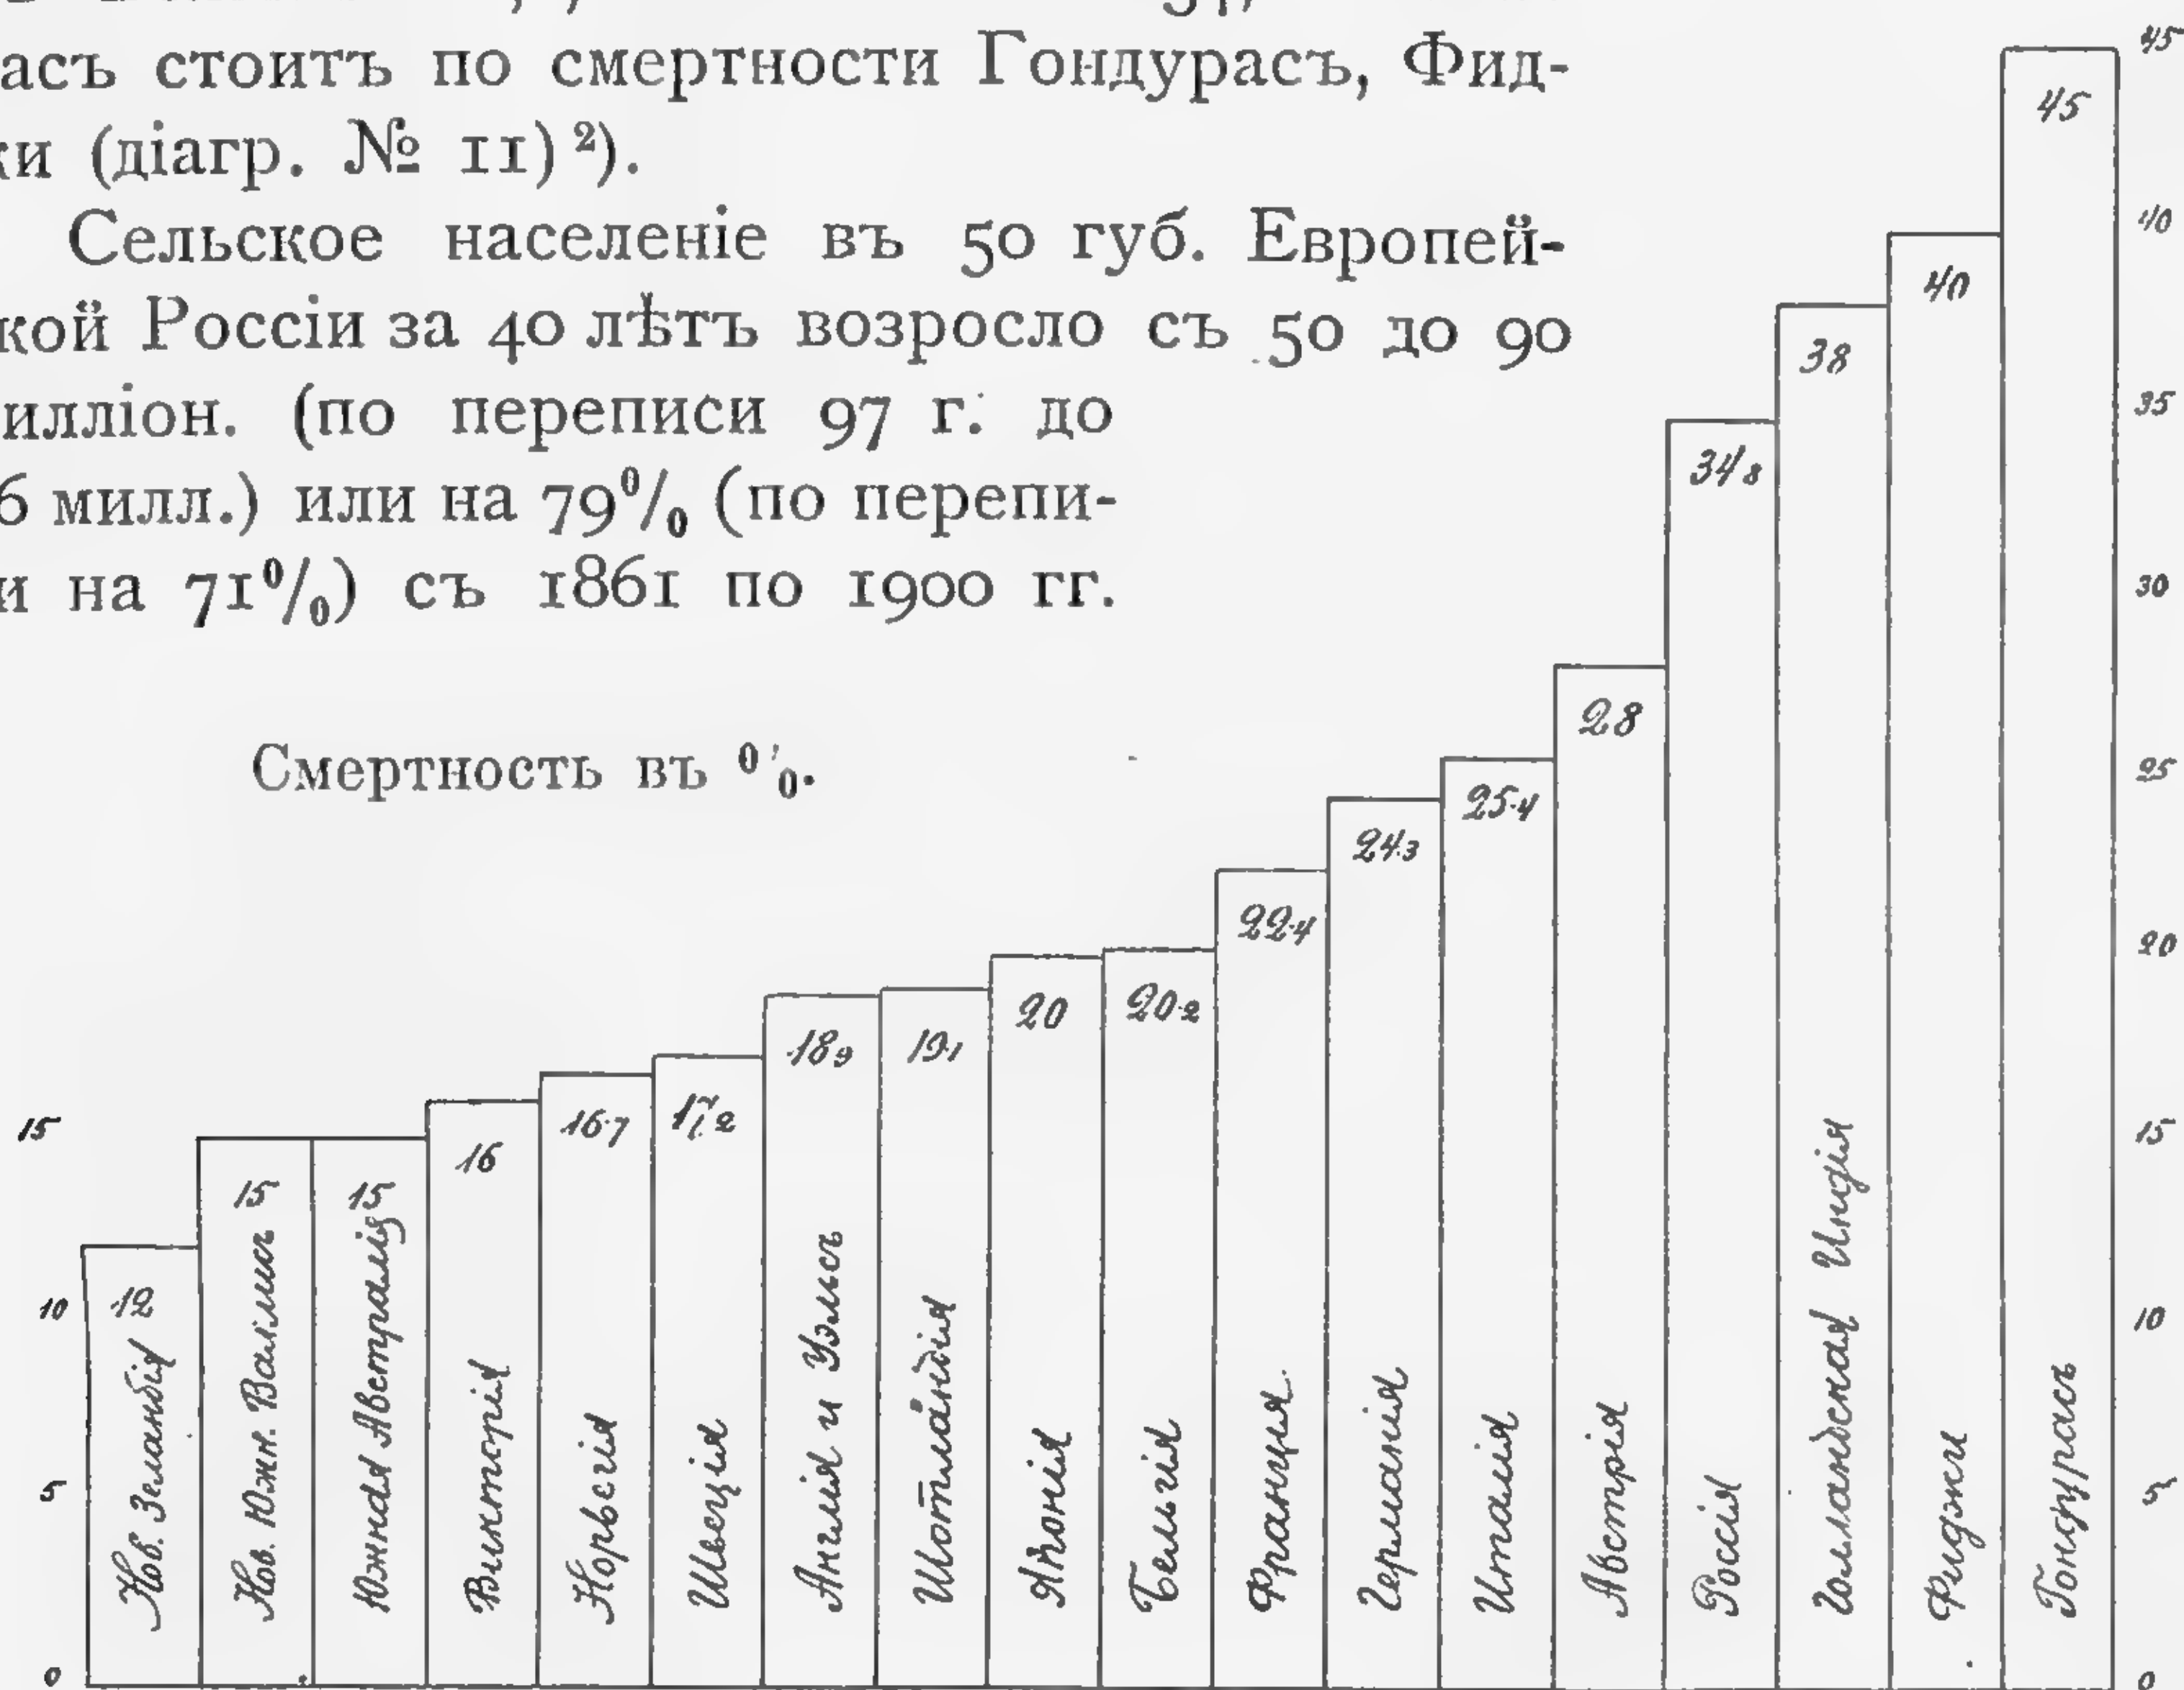 асъ стоитъ по смертности Гондурасъ, Фид-
ки (діагр. № 11) ²).
Сельское населеніе въ 50 губ. Европей-
кой Россіи за 40 лѣтъ возросло съ 50 до 90
илліон. (по переписи 97 г. до
6 милл.) или на 79% (по перепи-
и на 71%) съ 1861 по 1900 гг.
Смертность въ %.
45
40
35
30
25
20
15
10
5
0
15
10
5
0
12
Нов. Зеландія
15
Нов. Южн. Валлисъ
15
Южная Австралія
16
Викторія
16.7
Норвегія
17.2
Швеція
18.9
Англія и Уэльсъ
19.1
Шотландія
20
Японія
20.2
Бельгія
22.4
Франція.
24.3
Германія
25.4
Италія
28
Австрія
34.8
Россія
38
Голландская Индія
40
Фиджи
45
Гондурасъ